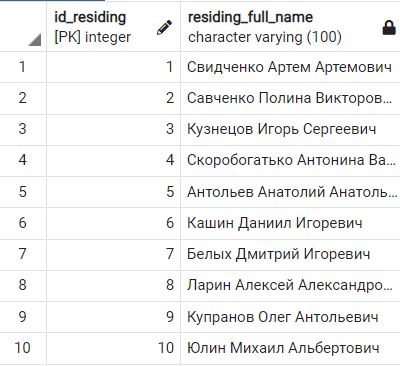 id_residing residing_full_name
[PK] integer character varying (100)
1 1 Свидченко Артем Артемович
2 2 Савченко Полина Викторов...
3 3 Кузнецов Игорь Сергеевич
4 4 Скоробогатько Антонина Ва...
5 5 Антольев Анатолий Анатоль...
6 6 Кашин Даниил Игоревич
7 7 Белых Дмитрий Игоревич
8 8 Ларин Алексей Александро...
9 9 Купранов Олег Антольевич
10 10 Юлин Михаил Альбертович